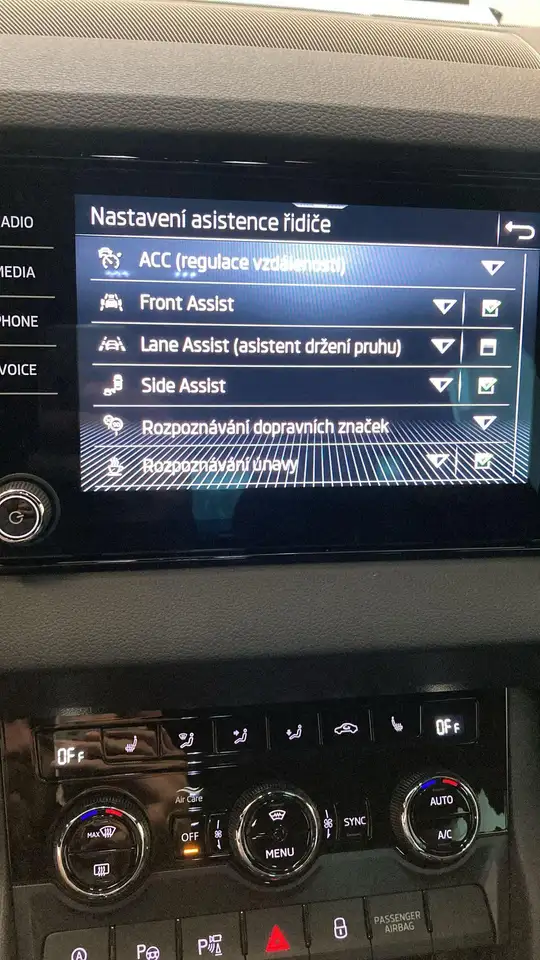 Nastavení asistence řidiče
ADIO
MEDIA
PHONE
VOICE
ACC (regulace vzdálenosti)
Front Assist
Lane Assist (asistent držení pruhu)
Side Assist
Rozpoznávání dopravních značek
Rozpoznávání únavy
OFF
OFF
Air Care
MAX
OFF
MENU
SYNC
AUTO
A/C
A
P
P
PASSENGER
AIRBAG